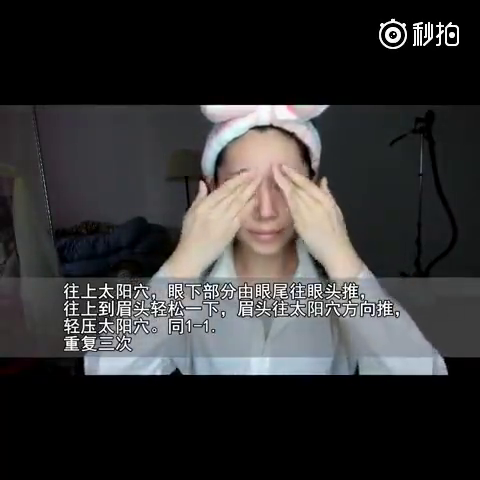 秒拍
往上太阳穴，眼下部分由眼尾往眼头推，
往上到眉头轻松一下，眉头往太阳穴方向推，
轻压太阳穴。同1-1.
重复三次